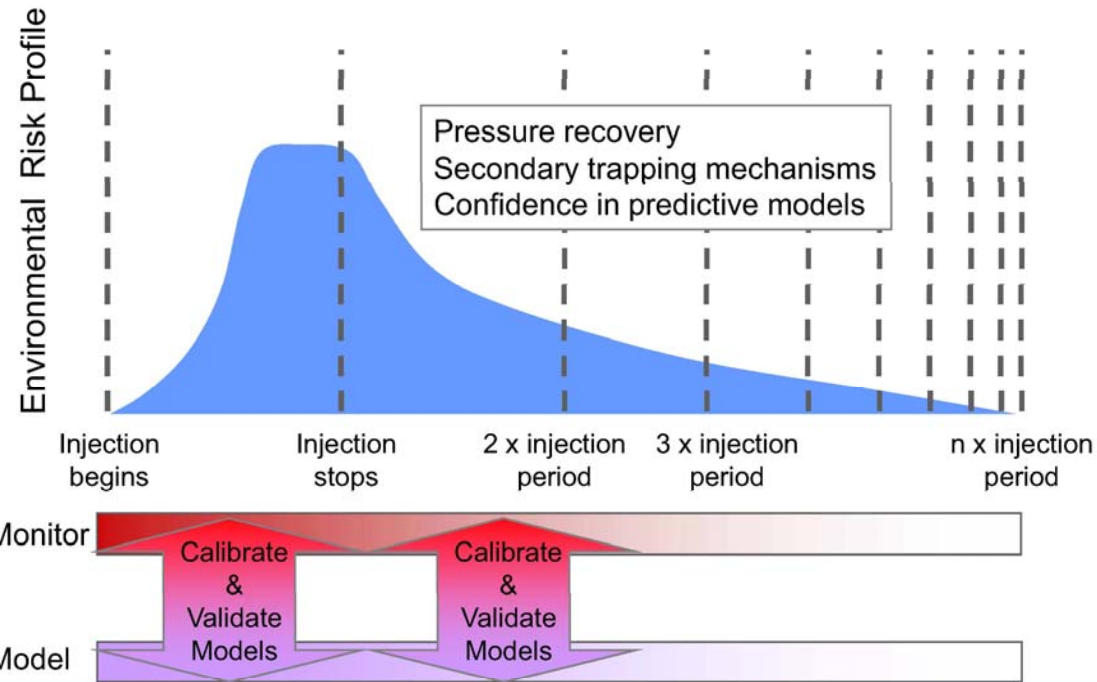 Environmental Risk Profile
Pressure recovery
Secondary trapping mechanisms
Confidence in predictive models
Injection
begins
Injection
stops
2 x injection
period
3 x injection
period
n x injection
period
Monitor
Calibrate
&
Validate
Models
Calibrate
&
Validate
Models
Model